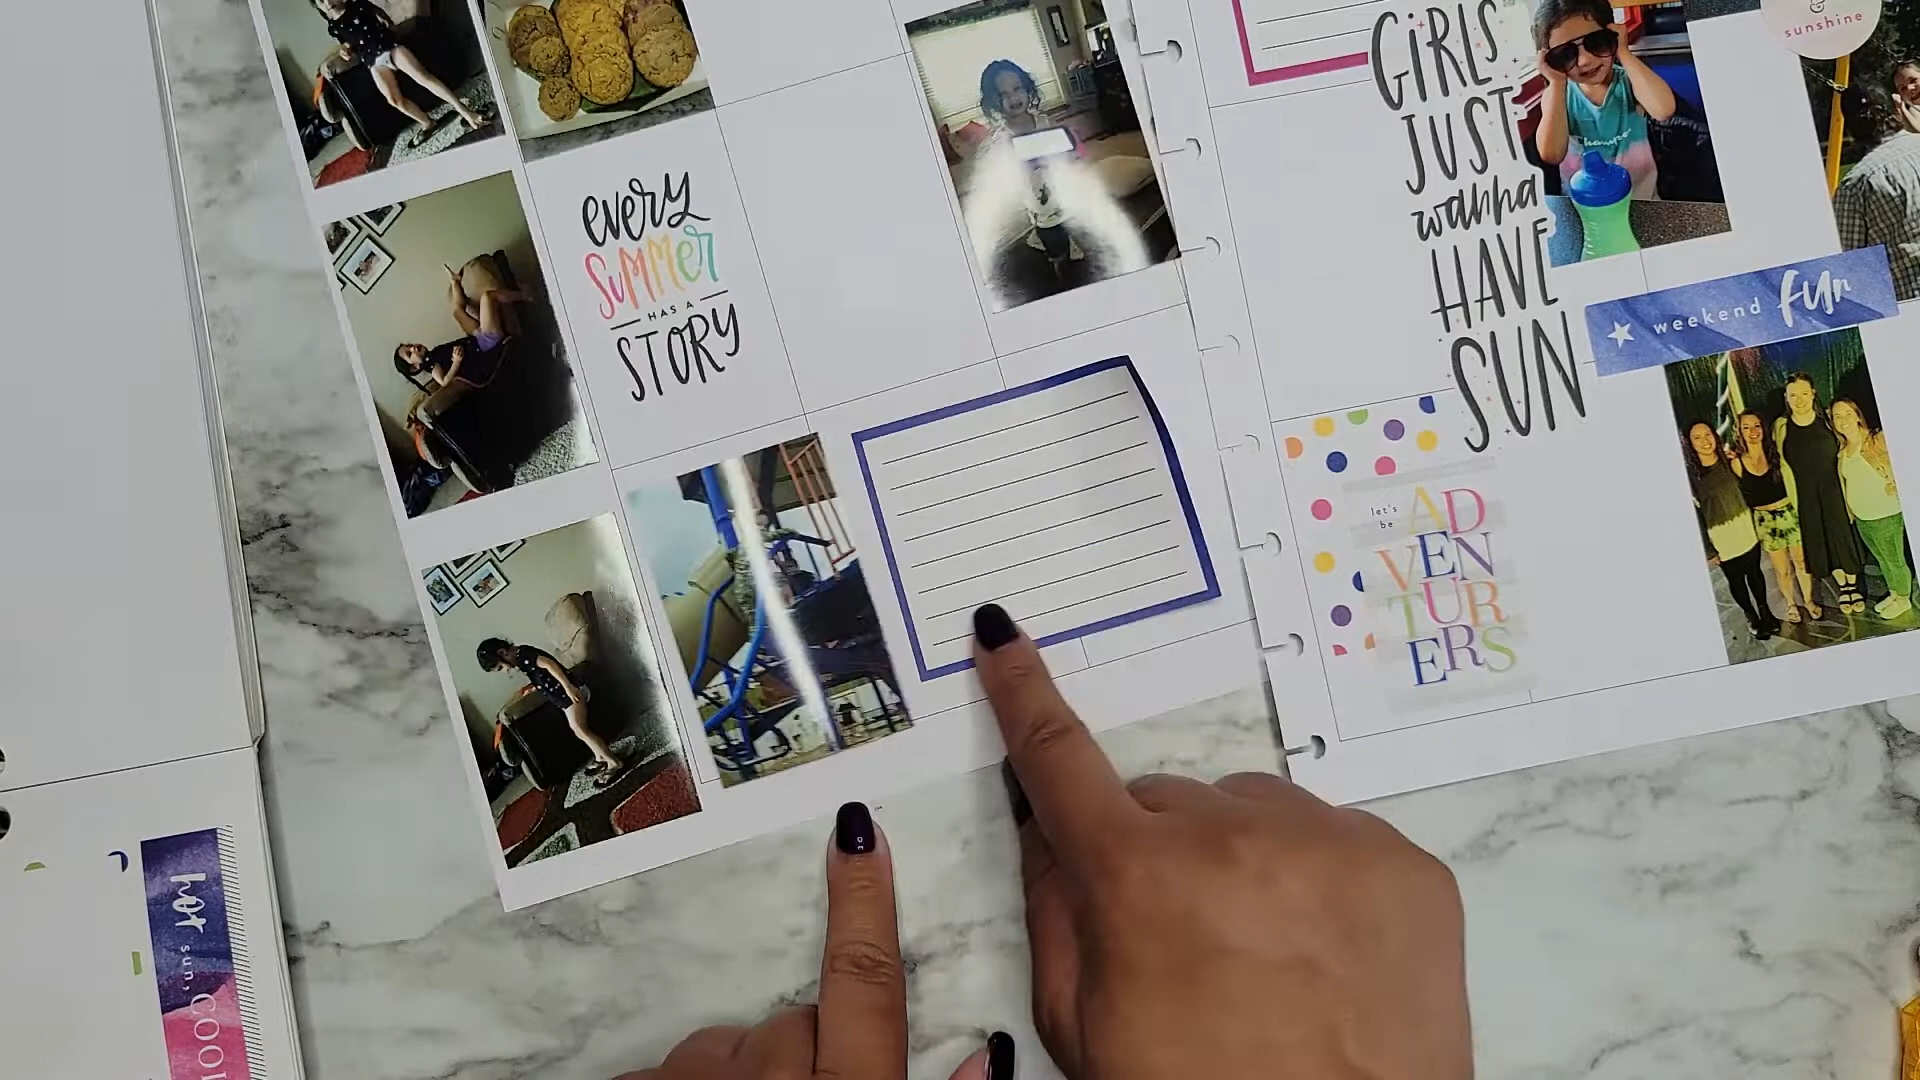 every
SUMMER
HAS A
STORY
GiRLS
JUST
wanna
HAVE
SUN
&
sunshine
weekend fun
let's
be
AD
VEN
TUR
ERS
hot sun,